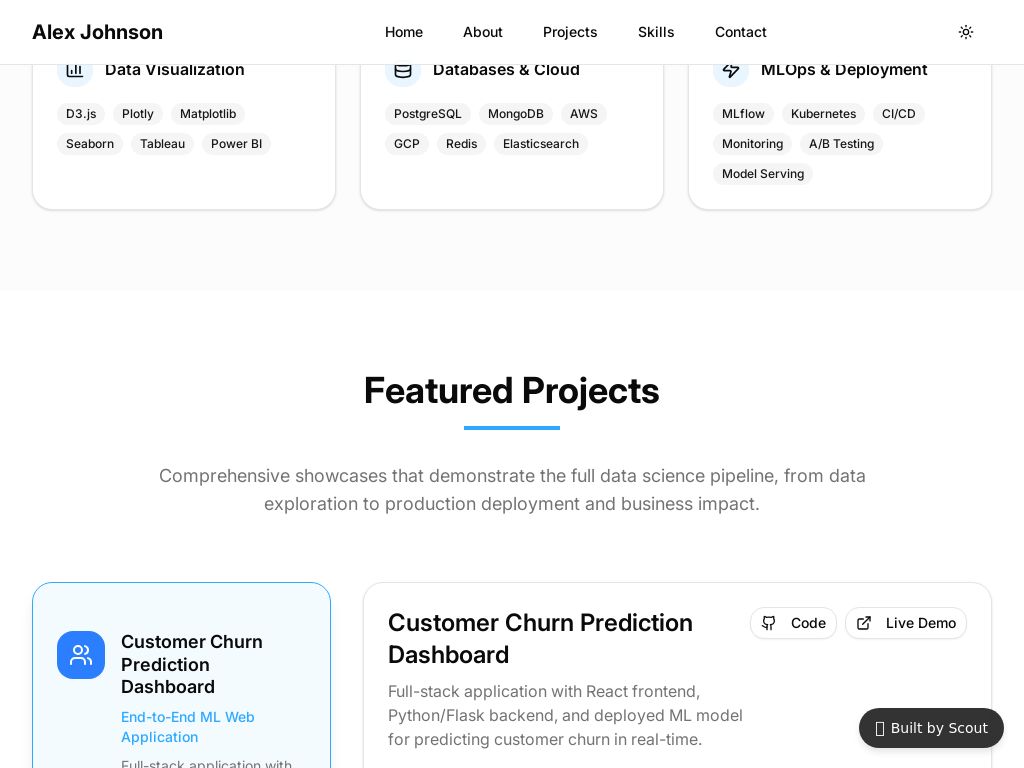 Alex Johnson
Home
About
Projects
Skills
Contact
Data Visualization
D3.js
Plotly
Matplotlib
Seaborn
Tableau
Power BI
Databases & Cloud
PostgreSQL
MongoDB
AWS
GCP
Redis
Elasticsearch
MLOps & Deployment
MLflow
Kubernetes
CI/CD
Monitoring
A/B Testing
Model Serving
Featured Projects
Comprehensive showcases that demonstrate the full data science pipeline, from data
exploration to production deployment and business impact.
Customer Churn
Prediction
Dashboard
End-to-End ML Web
Application
Full-stack application with
Customer Churn Prediction
Dashboard
Code
Live Demo
Full-stack application with React frontend,
Python/Flask backend, and deployed ML model
for predicting customer churn in real-time.
Built by Scout